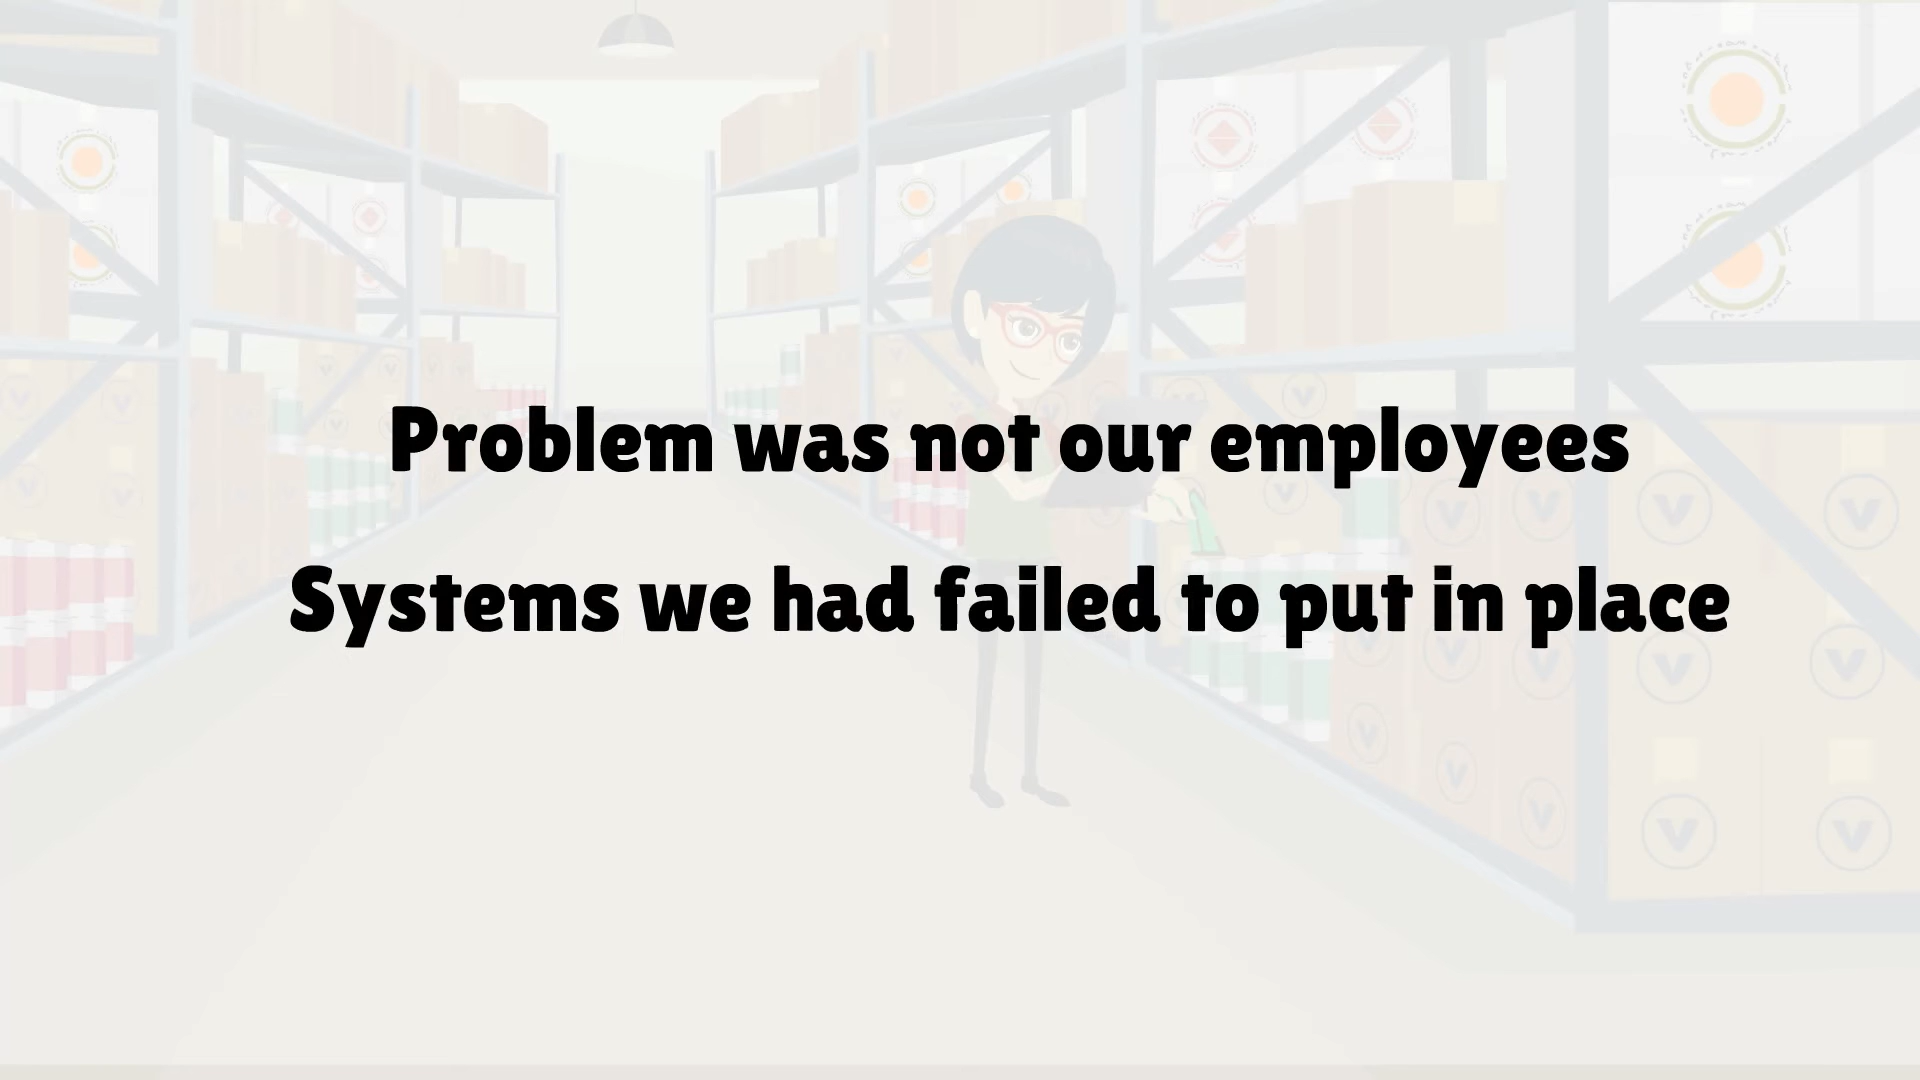 Problem was not our employees
Systems we had failed to put in place